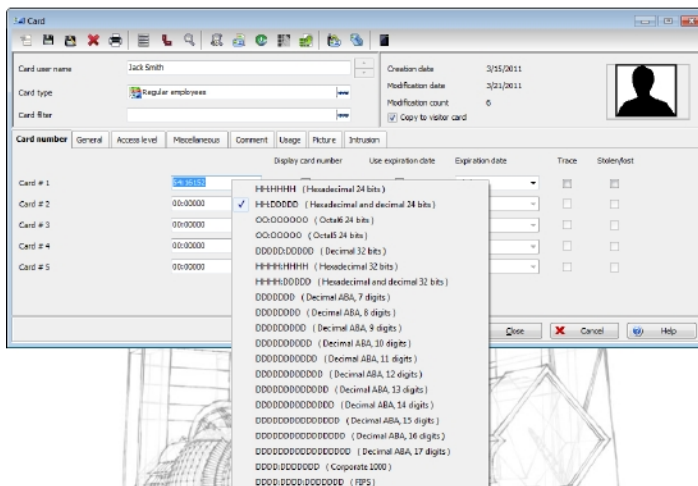 Card
Card user name
Jack Smith
Card type
Regular employees
Card filter
Creation date 3/15/2011
Modification date 3/21/2011
Modification count 6
Copy to visitor card
Card number General Access level Miscellaneous Comment Usage Picture Intrusion
Display card number Use expiration date Expiration date Trace Stolen/lost
Card # 1 54:16152
Card # 2 00:00000
Card # 3 00:00000
Card # 4 00:00000
Card # 5 00:00000
HH:HHHH (Hexadecimal 24 bits)
HH:DDDDD (Hexadecimal and decimal 24 bits)
OO:OOOOOO (Octal6 24 bits)
OO:OOOOO (Octal5 24 bits)
DDDDD:DDDDD (Decimal 32 bits)
HHHH:HHHH (Hexadecimal 32 bits)
HHHH:DDDDD (Hexadecimal and decimal 32 bits)
DDDDDDD (Decimal ABA, 7 digits)
DDDDDDDD (Decimal ABA, 8 digits)
DDDDDDDDD (Decimal ABA, 9 digits)
DDDDDDDDDD (Decimal ABA, 10 digits)
DDDDDDDDDDD (Decimal ABA, 11 digits)
DDDDDDDDDDDD (Decimal ABA, 12 digits)
DDDDDDDDDDDDD (Decimal ABA, 13 digits)
DDDDDDDDDDDDDD (Decimal ABA, 14 digits)
DDDDDDDDDDDDDDD (Decimal ABA, 15 digits)
DDDDDDDDDDDDDDDD (Decimal ABA, 16 digits)
DDDDDDDDDDDDDDDDD (Decimal ABA, 17 digits)
DDDD:DDDDDDD (Corporate 1000)
DDDD:DDDD:DDDDDDD (FIPS)
Close Cancel Help